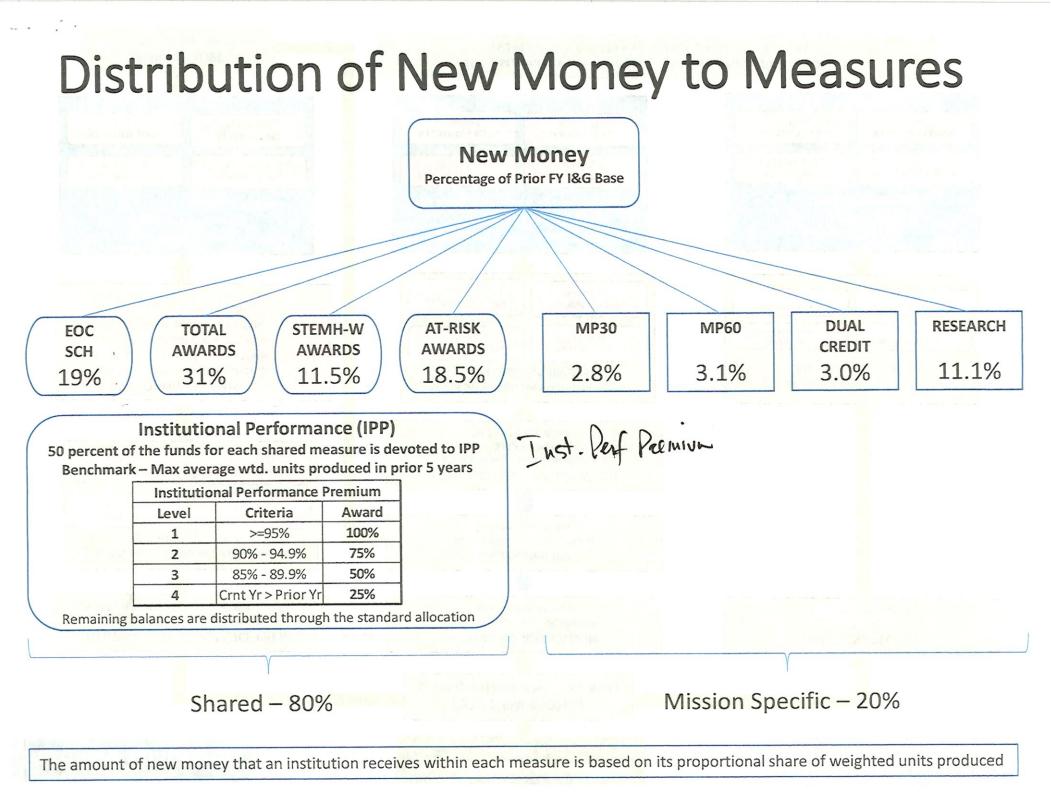 Distribution of New Money to Measures
New Money
Percentage of Prior FY I&G Base
EOC
SCH
19%
TOTAL
AWARDS
31%
STEMH-W
AWARDS
11.5%
AT-RISK
AWARDS
18.5%
MP30
2.8%
MP60
3.1%
DUAL
CREDIT
3.0%
RESEARCH
11.1%
Institutional Performance (IPP)
50 percent of the funds for each shared measure is devoted to IPP
Benchmark – Max average wtd. units produced in prior 5 years
Institutional Performance Premium
Level Criteria Award
1 >=95% 100%
2 90% - 94.9% 75%
3 85% - 89.9% 50%
4 Crnt Yr > Prior Yr 25%
Remaining balances are distributed through the standard allocation
Inst. Perf Premium
Shared – 80%
Mission Specific – 20%
The amount of new money that an institution receives within each measure is based on its proportional share of weighted units produced